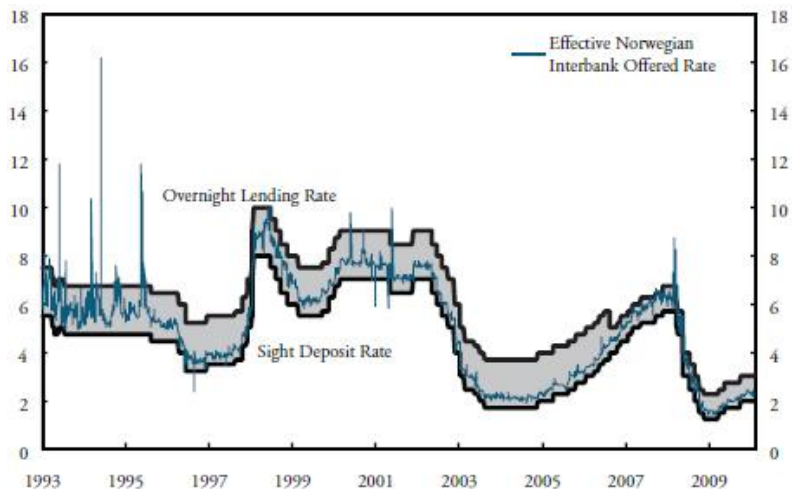 18 18
Effective Norwegian
Interbank Offered Rate
16 16
14 14
12 12
Overnight Lending Rate
10 10
8 8
6 6
Sight Deposit Rate
4 4
2 2
0 0
1993 1995 1997 1999 2001 2003 2005 2007 2009